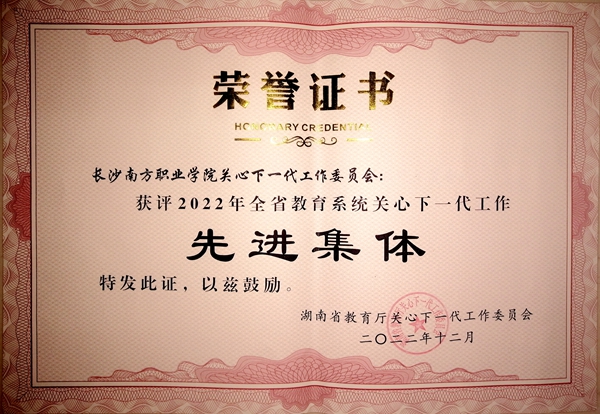 荣誉证书
HONORARY CREDENTIAL
长沙南方职业学院关心下一代工作委员会：
获评2022年全省教育系统关心下一代工作
先进集体
特发此证，以兹鼓励。
湖南省教育厅关心下一代工作委员会
二〇二二年十二月